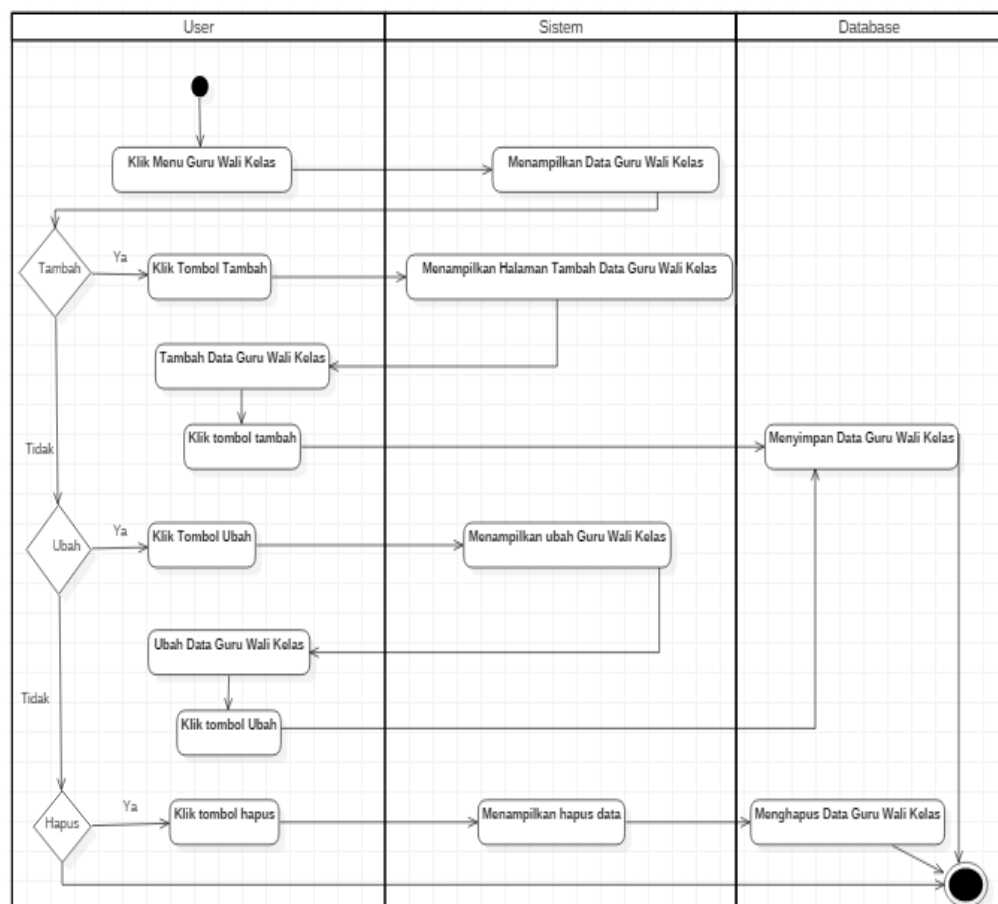 User
Sistem
Database
Klik Menu Guru Wali Kelas
Menampilkan Data Guru Wali Kelas
Tambah
Ya
Klik Tombol Tambah
Menampilkan Halaman Tambah Data Guru Wali Kelas
Tambah Data Guru Wali Kelas
Tidak
Klik tombol tambah
Menyimpan Data Guru Wali Kelas
Ubah
Ya
Klik Tombol Ubah
Menampilkan ubah Guru Wali Kelas
Ubah Data Guru Wali Kelas
Tidak
Klik tombol Ubah
Hapus
Ya
Klik tombol hapus
Menampilkan hapus data
Menghapus Data Guru Wali Kelas